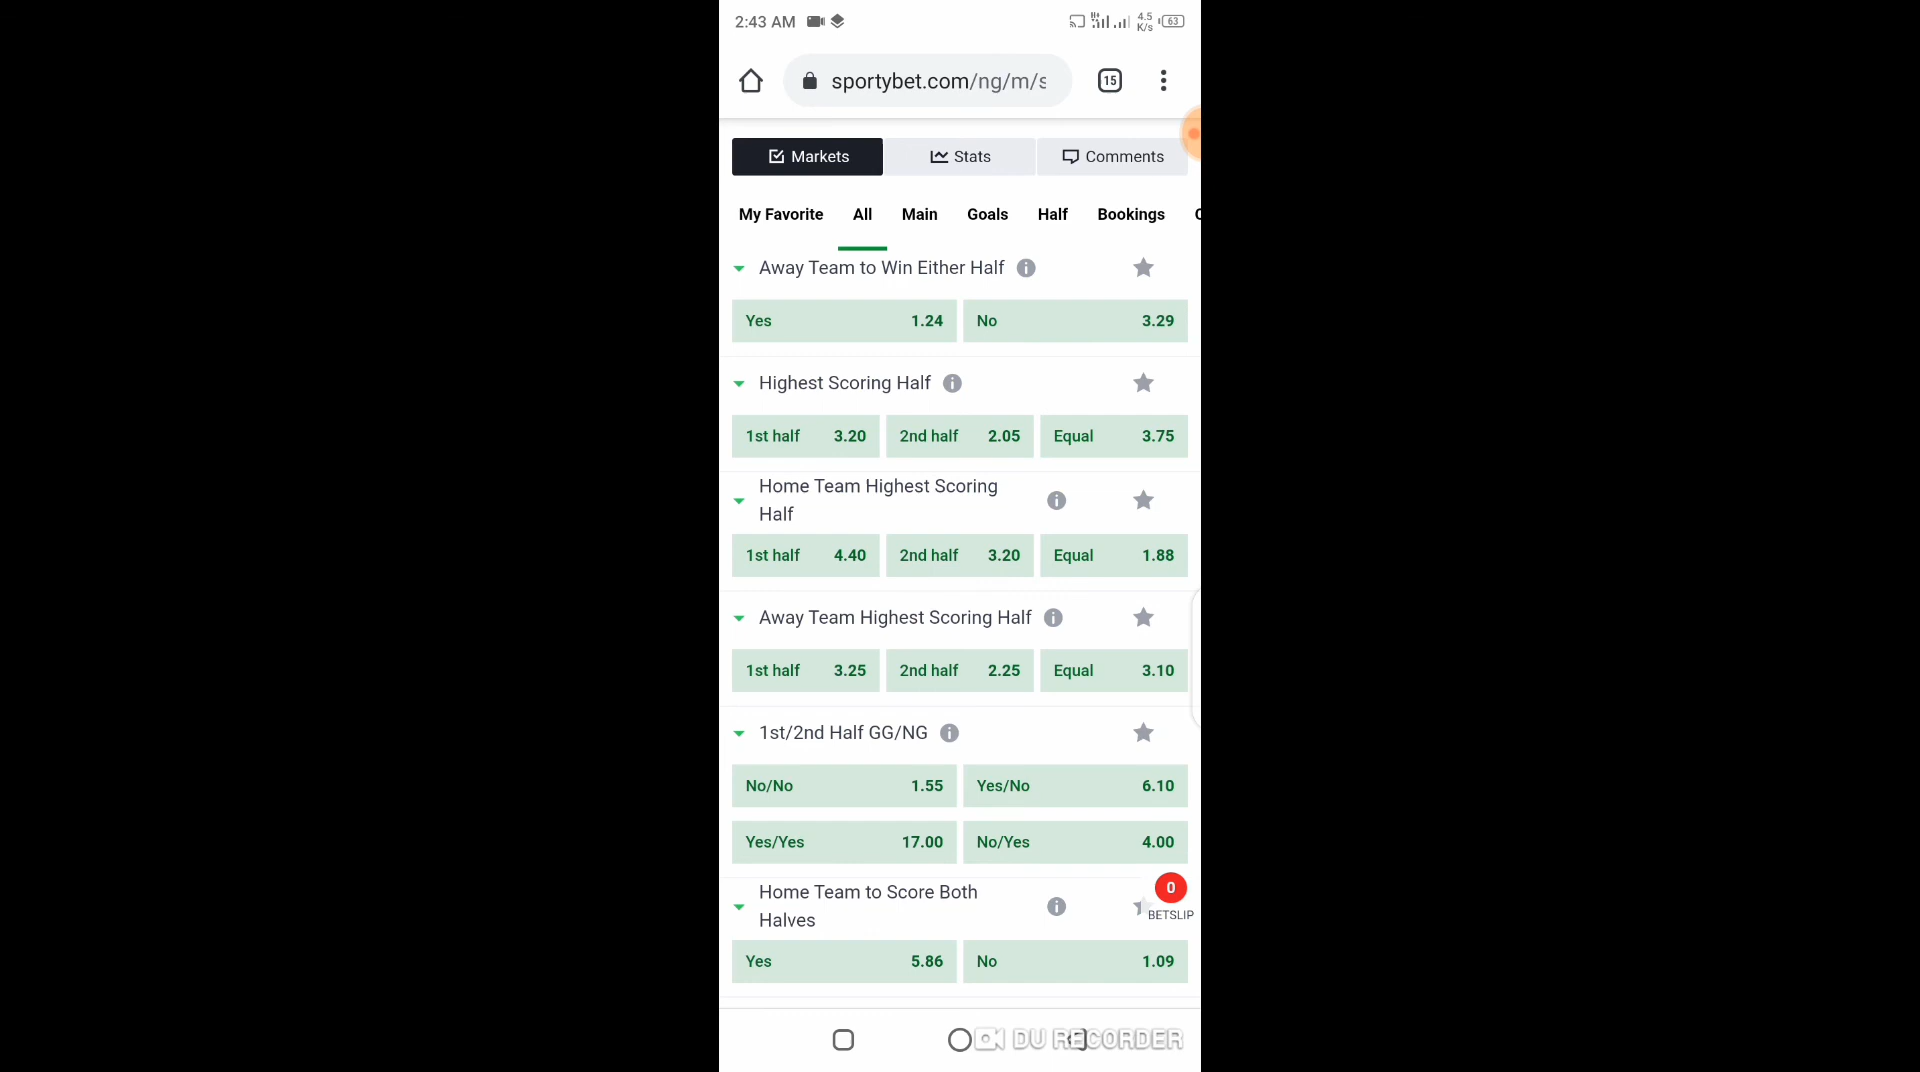 2:43 AM
4.5
K/s
63
sportybet.com/ng/m/s
15
Markets Stats Comments
My Favorite All Main Goals Half Bookings
Away Team to Win Either Half
Yes 1.24 No 3.29
Highest Scoring Half
1st half 3.20 2nd half 2.05 Equal 3.75
Home Team Highest Scoring
Half
1st half 4.40 2nd half 3.20 Equal 1.88
Away Team Highest Scoring Half
1st half 3.25 2nd half 2.25 Equal 3.10
1st/2nd Half GG/NG
No/No 1.55 Yes/No 6.10
Yes/Yes 17.00 No/Yes 4.00
Home Team to Score Both
Halves
0
BETSLIP
Yes 5.86 No 1.09
DU RECORDER